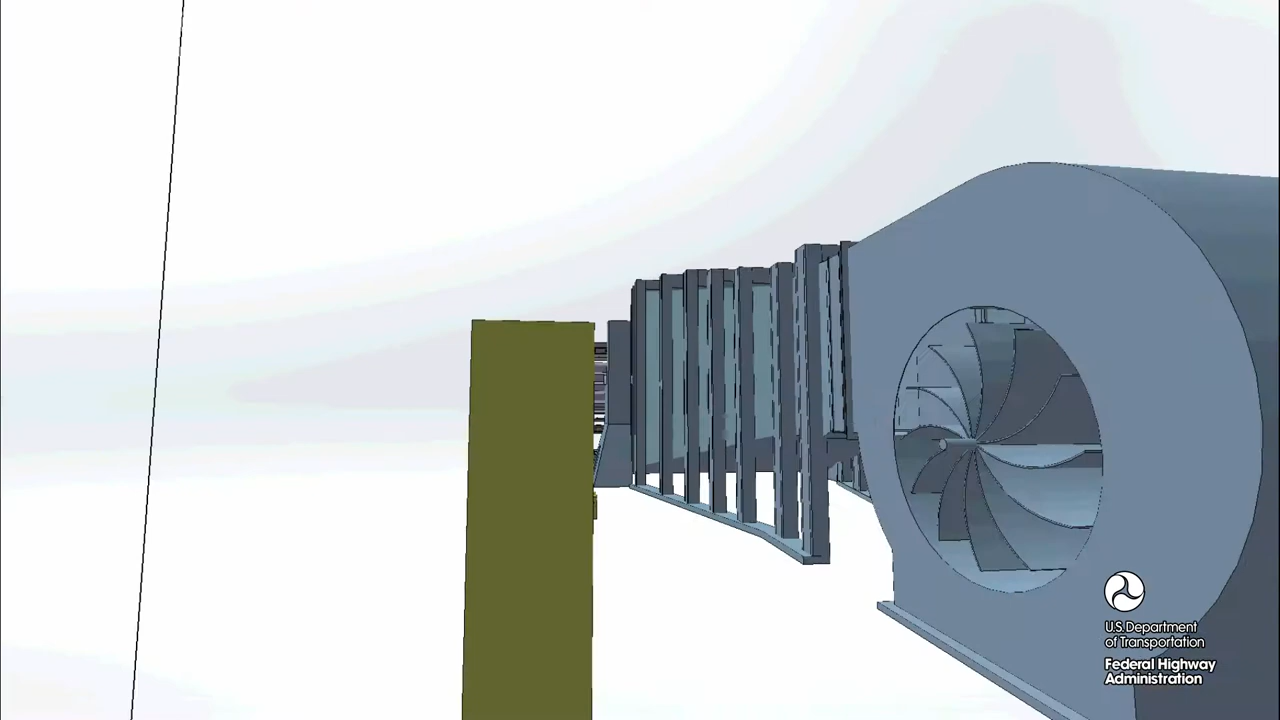 U.S. Department
of Transportation
Federal Highway
Administration